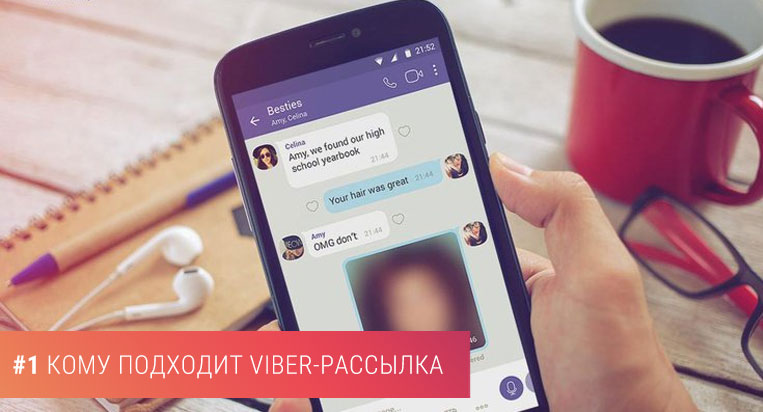 21:52
Besties
Amy, Celina
Celina
Amy, we found our high
school yearbook
21:44
Your hair was great
21:44
Amy
OMG don't
21:44
#1 КОМУ ПОДХОДИТ VIBER-РАССЫЛКА